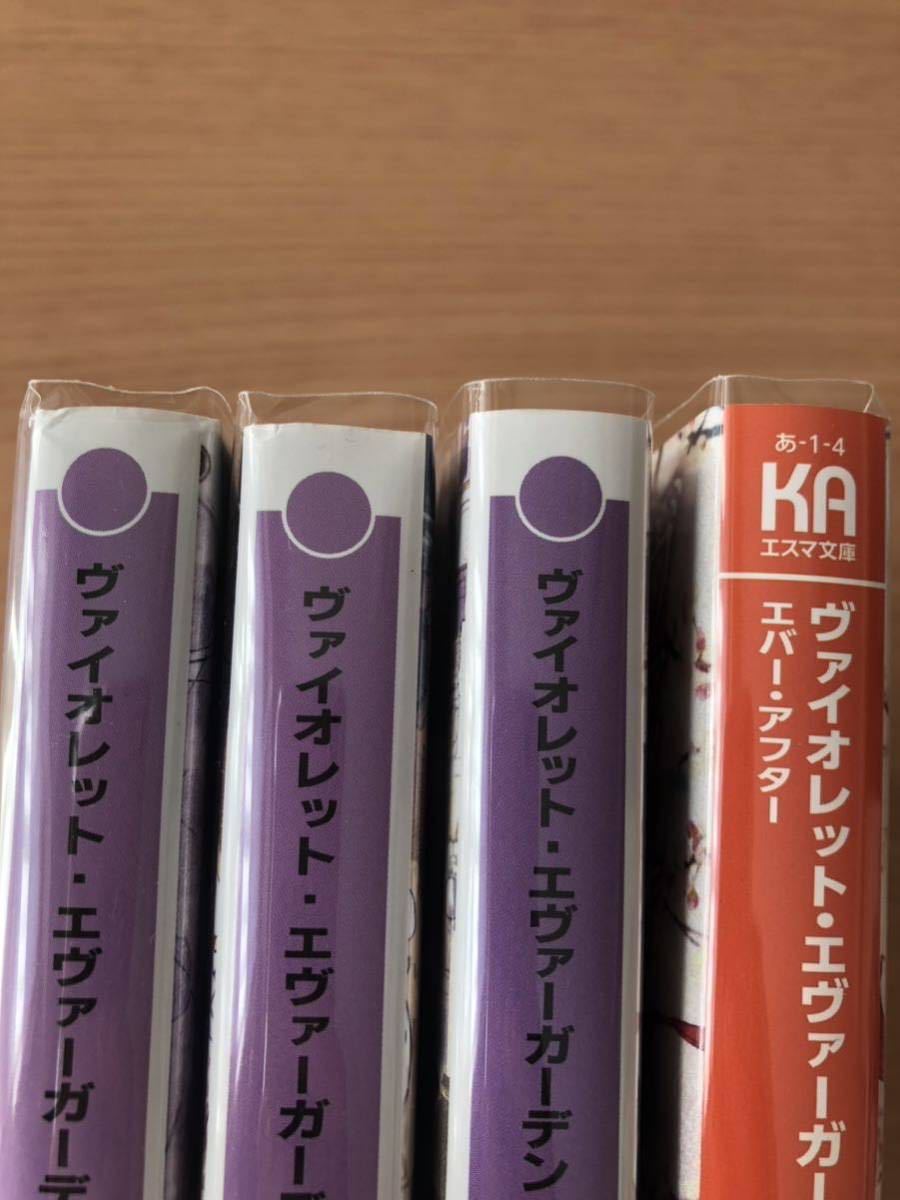 ヴァイオレット・エヴァーガーデ
ヴァイオレット・エヴァーガー
ヴァイオレット・エヴァーガーデン
あ-1-4
KA
エスマ文庫
ヴァイオレット・エヴァーガー
エバー・アフター